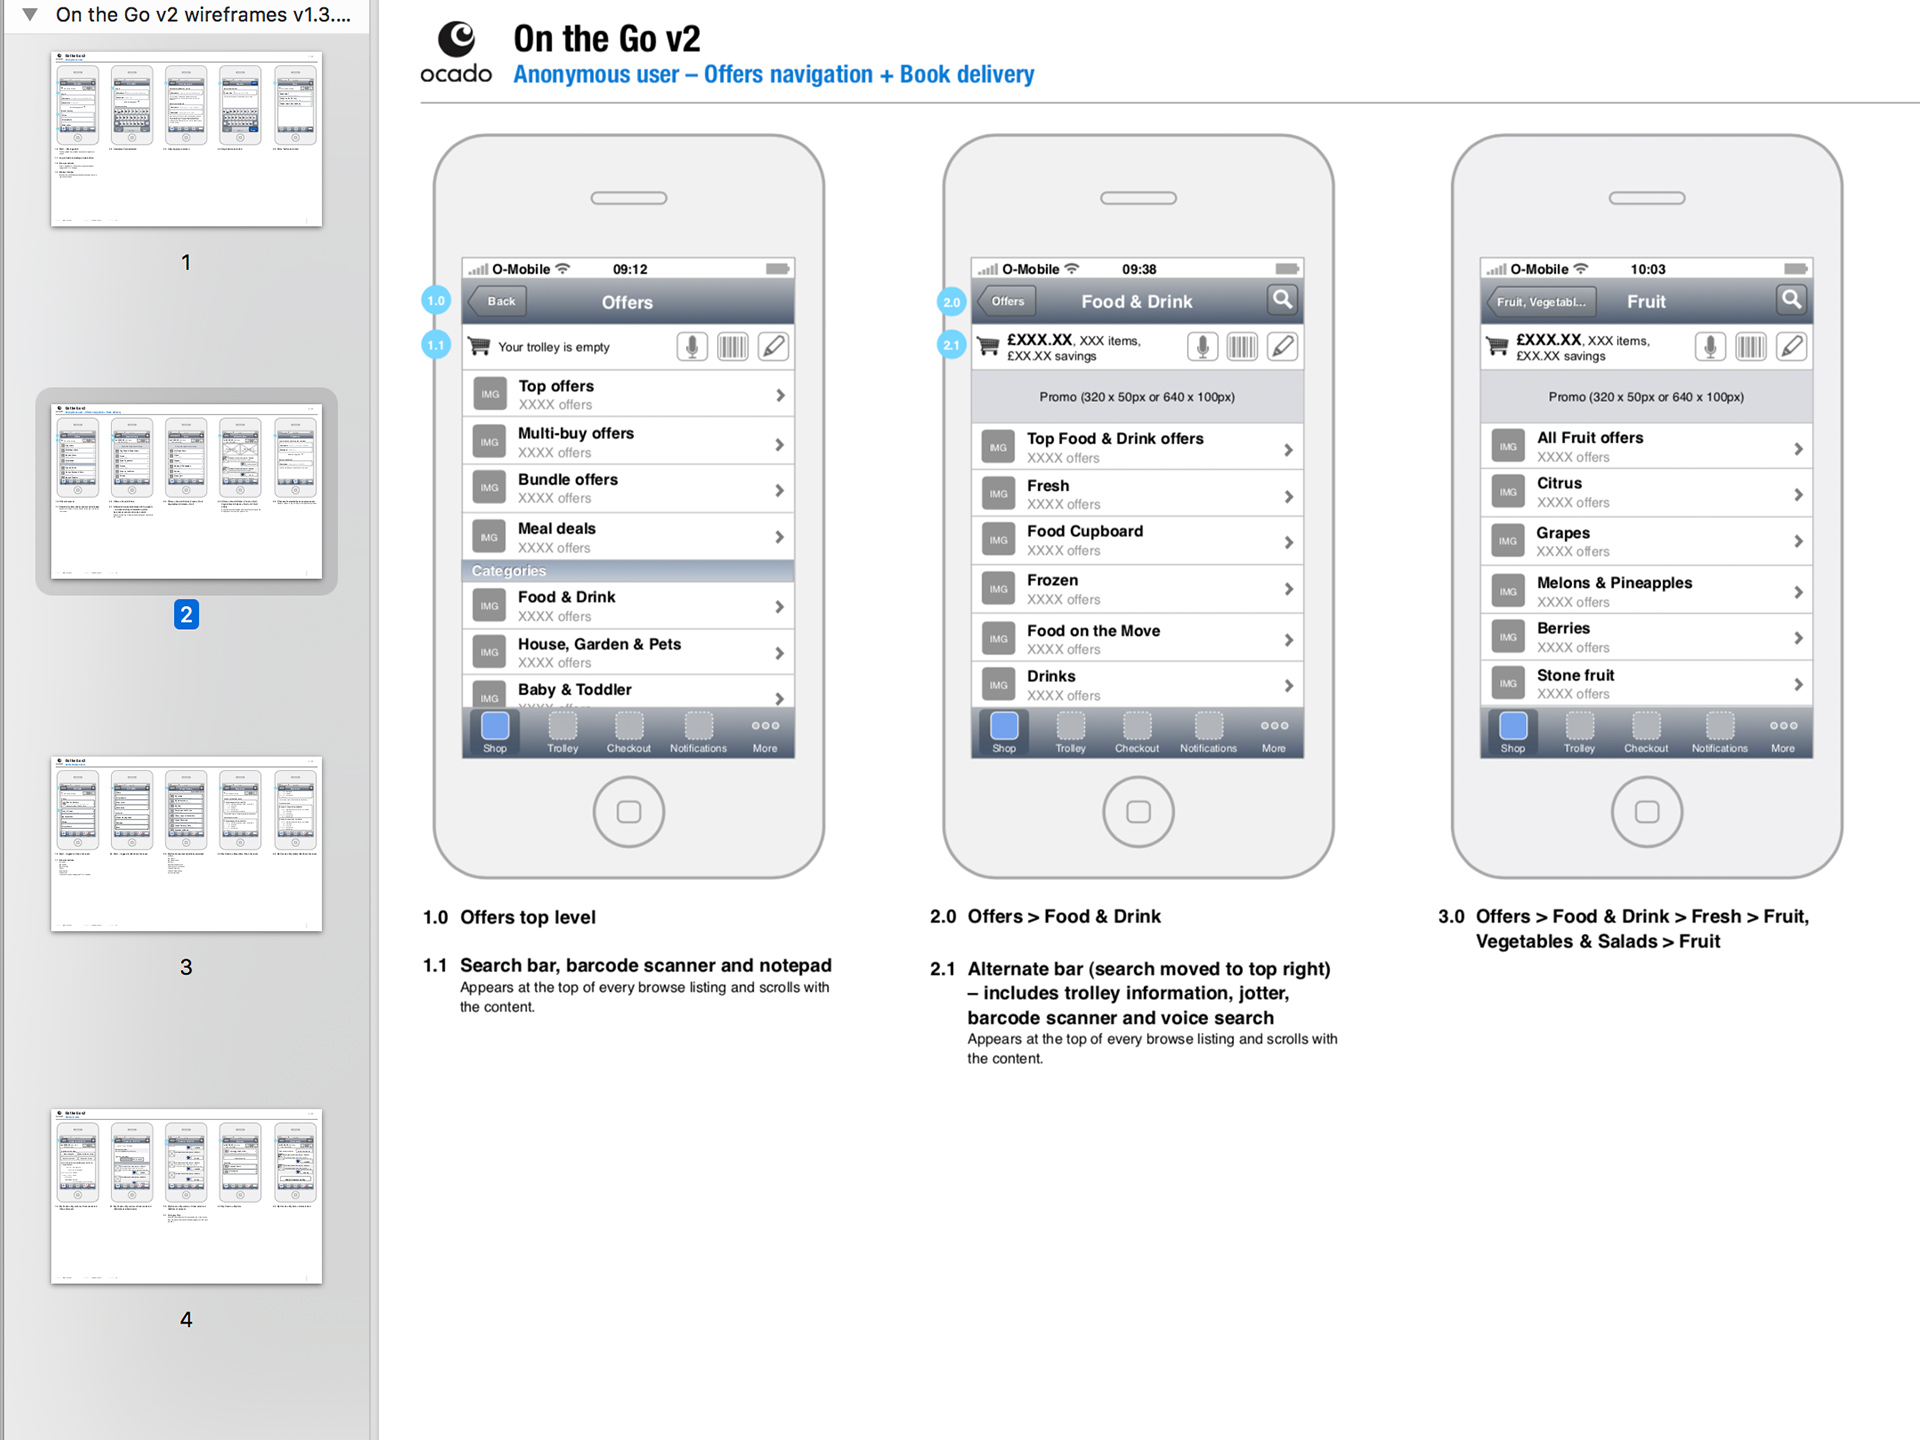 On the Go v2 wireframes v1.3....
1
2
3
4
ocado
On the Go v2
Anonymous user – Offers navigation + Book delivery
1.0
1.1
O-Mobile 09:12
Back
Offers
Your trolley is empty
IMG
Top offers
XXXX offers
IMG
Multi-buy offers
XXXX offers
IMG
Bundle offers
XXXX offers
IMG
Meal deals
XXXX offers
Categories
IMG
Food & Drink
XXXX offers
IMG
House, Garden & Pets
XXXX offers
IMG
Baby & Toddler
XXXX offers
Shop Trolley Checkout Notifications More
1.0 Offers top level
1.1 Search bar, barcode scanner and notepad
Appears at the top of every browse listing and scrolls with
the content.
2.0
2.1
O-Mobile 09:38
Offers
Food & Drink
£XXX.XX, XXX items,
£XX.XX savings
Promo (320 x 50px or 640 x 100px)
IMG
Top Food & Drink offers
XXXX offers
IMG
Fresh
XXXX offers
IMG
Food Cupboard
XXXX offers
IMG
Frozen
XXXX offers
IMG
Food on the Move
XXXX offers
IMG
Drinks
XXXX offers
Shop Trolley Checkout Notifications More
2.0 Offers > Food & Drink
2.1 Alternate bar (search moved to top right)
– includes trolley information, jotter,
barcode scanner and voice search
Appears at the top of every browse listing and scrolls with
the content.
O-Mobile 10:03
Fruit, Vegetabl...
Fruit
£XXX.XX, XXX items,
£XX.XX savings
Promo (320 x 50px or 640 x 100px)
IMG
All Fruit offers
XXXX offers
IMG
Citrus
XXXX offers
IMG
Grapes
XXXX offers
IMG
Melons & Pineapples
XXXX offers
IMG
Berries
XXXX offers
IMG
Stone fruit
XXXX offers
Shop Trolley Checkout Notifications More
3.0 Offers > Food & Drink > Fresh > Fruit,
Vegetables & Salads > Fruit